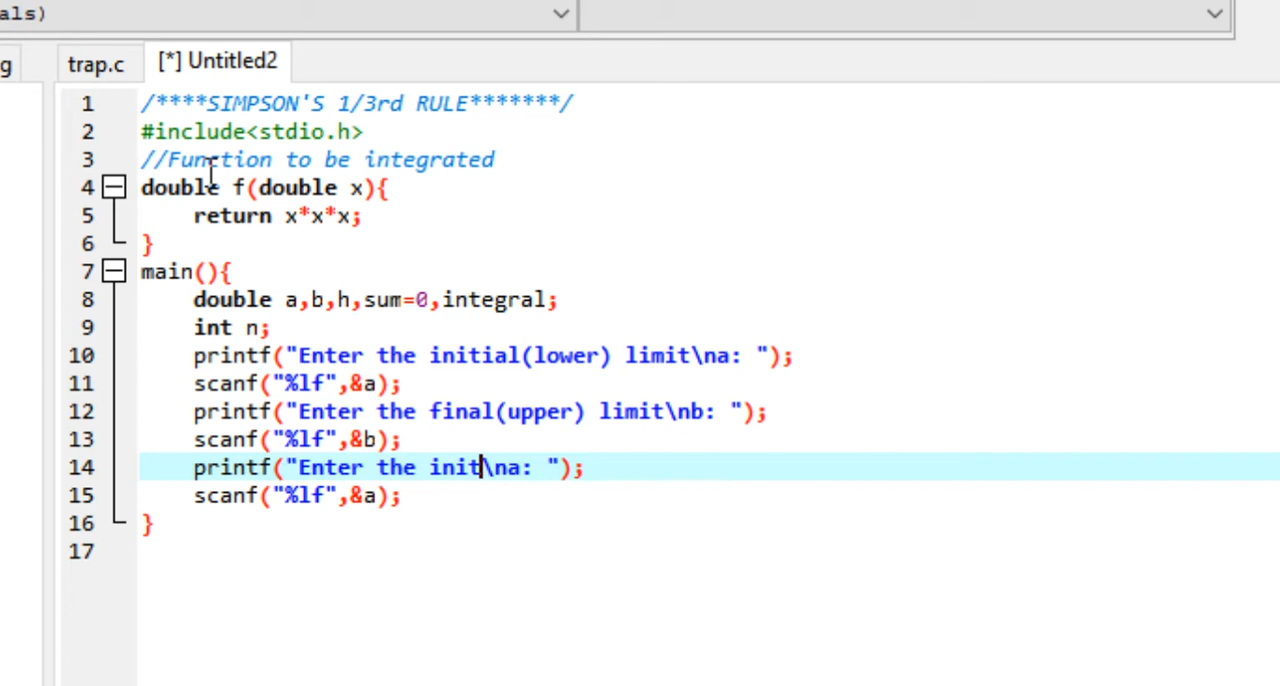 als)
g trap.c [*] Untitled2
1 /****SIMPSON'S 1/3rd RULE*******/
2 #include<stdio.h>
3 //Function to be integrated
4 double f(double x){
5 return x*x*x;
6 }
7 main(){
8 double a,b,h,sum=0,integral;
9 int n;
10 printf("Enter the initial(lower) limit\na: ");
11 scanf("%lf",&a);
12 printf("Enter the final(upper) limit\nb: ");
13 scanf("%lf",&b);
14 printf("Enter the init\na: ");
15 scanf("%lf",&a);
16 }
17